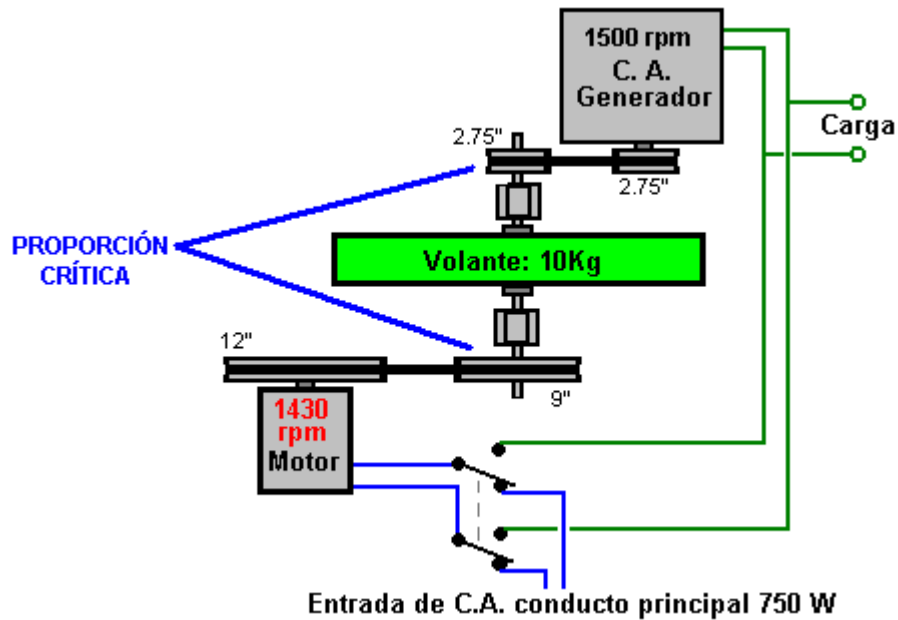 1500 rpm
C. A.
Generador
Carga
2.75"
2.75"
PROPORCIÓN
CRÍTICA
Volante: 10Kg
12"
9"
1430
rpm
Motor
Entrada de C.A. conducto principal 750 W